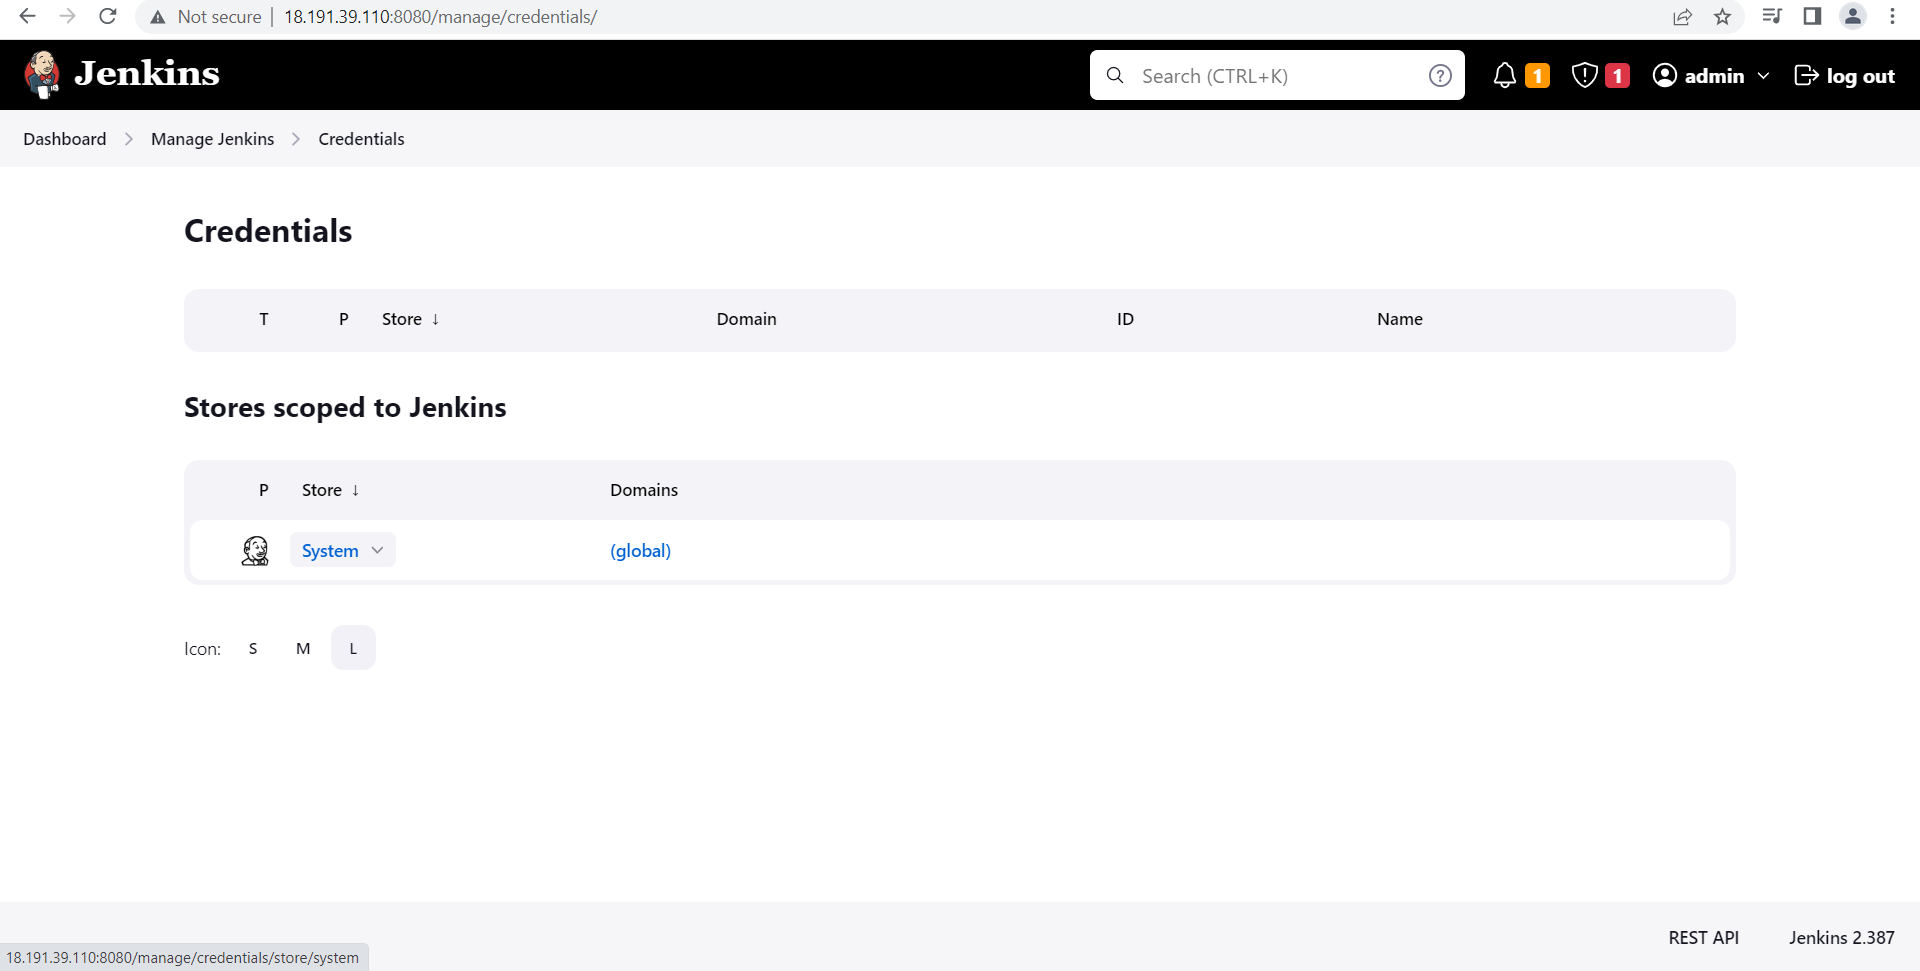 Not secure | 18.191.39.110:8080/manage/credentials/
Jenkins
Search (CTRL+K)
?
1
1
admin
log out
Dashboard > Manage Jenkins > Credentials
Credentials
T P Store ↓ Domain ID Name
Stores scoped to Jenkins
P Store ↓ Domains
System (global)
Icon: S M L
REST API Jenkins 2.387
18.191.39.110:8080/manage/credentials/store/system